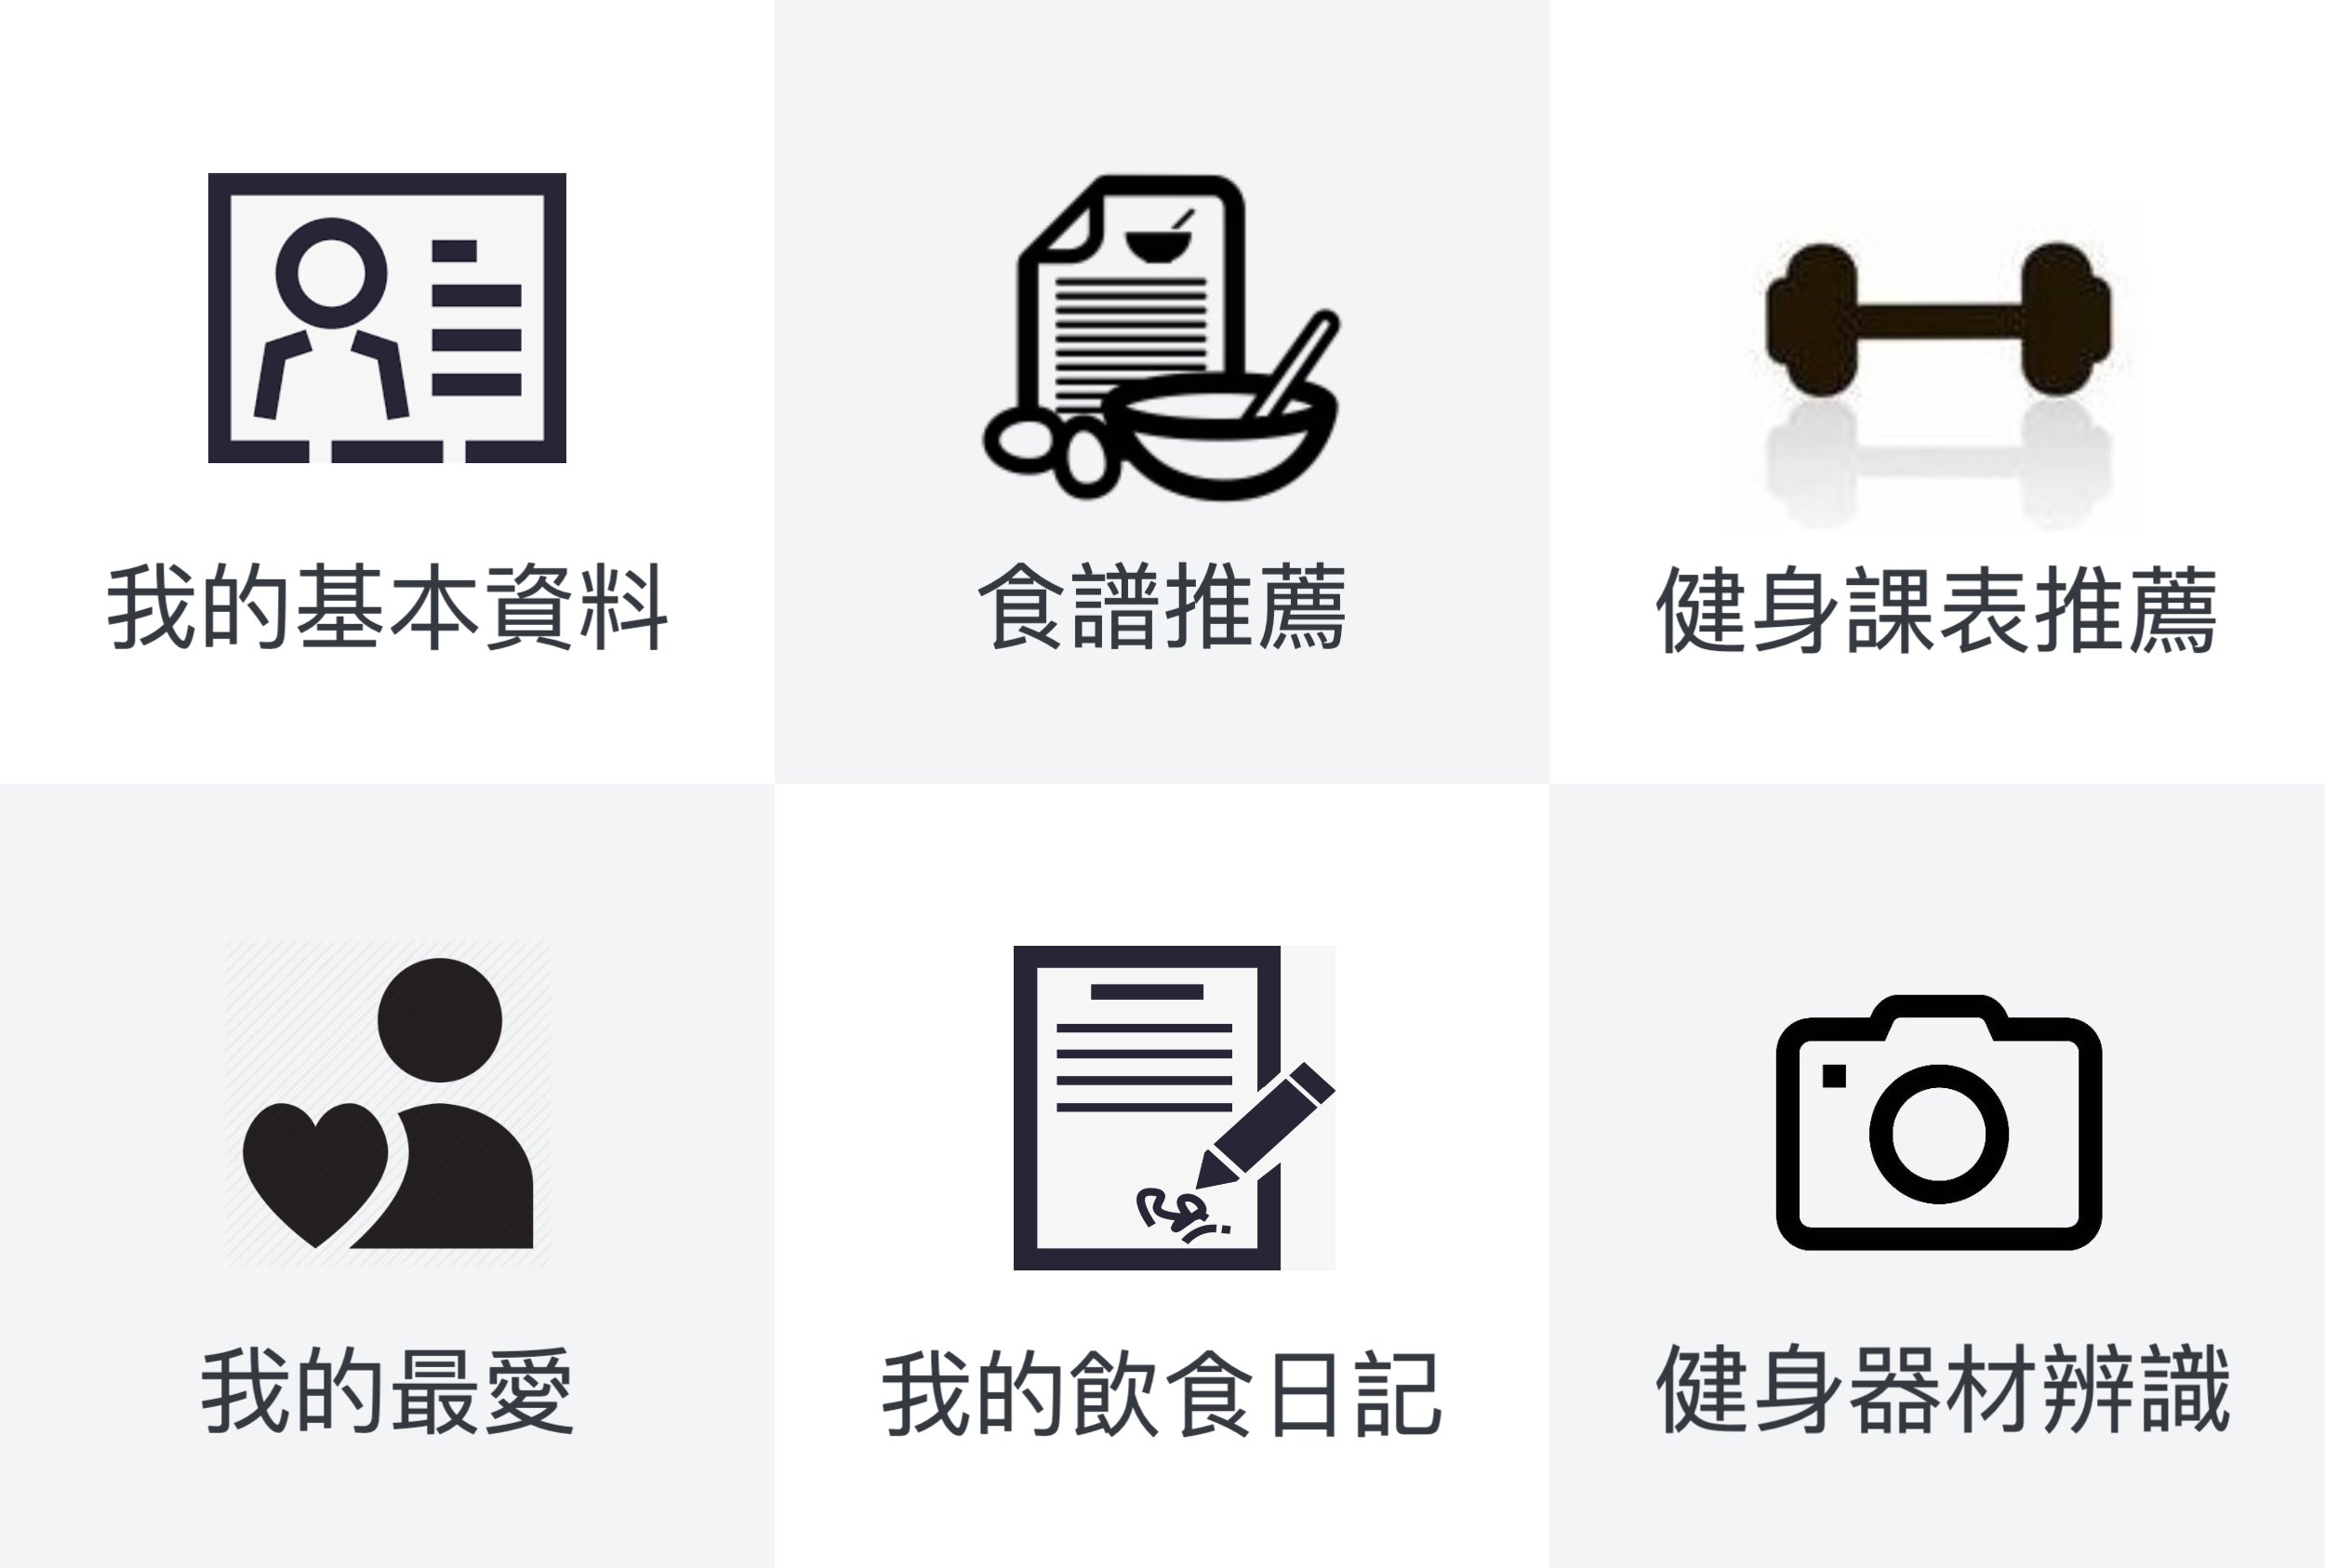 我的基本資料
食譜推薦
健身課表推薦
我的最愛
我的飲食日記
健身器材辨識